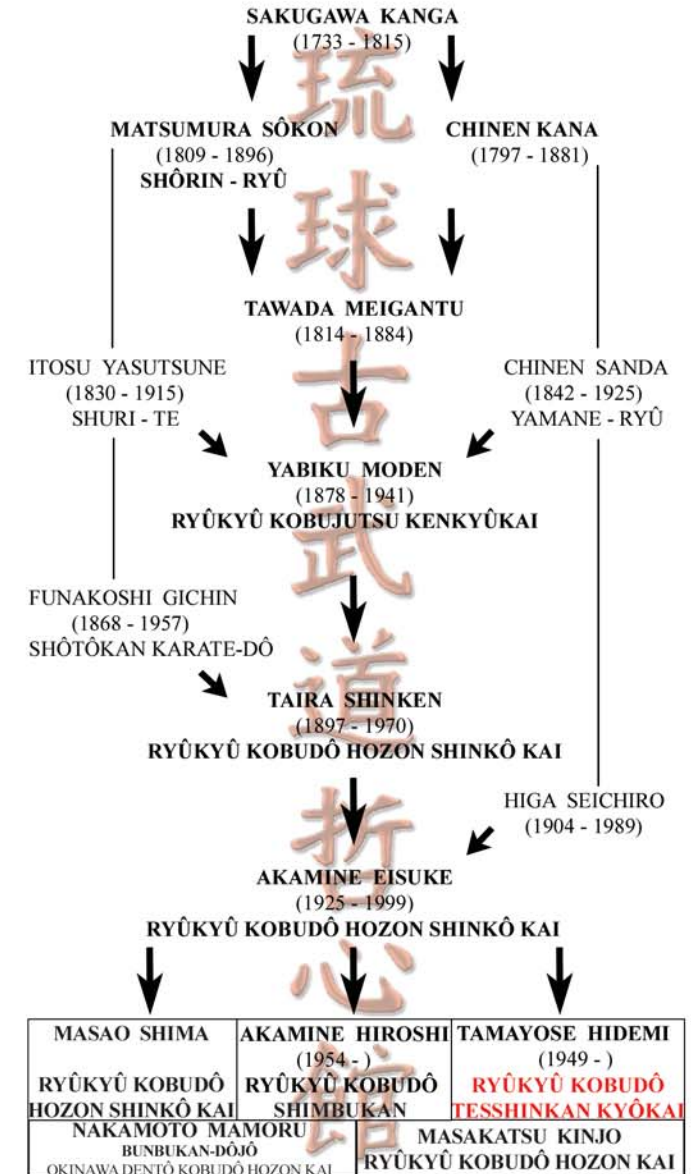 SAKUGAWA KANGA
(1733 - 1815)
MATSUMURA SÔKON
(1809 - 1896)
SHÔRIN - RYÛ
CHINEN KANA
(1797 - 1881)
TAWADA MEIGANTU
(1814 - 1884)
ITOSU YASUTSUNE
(1830 - 1915)
SHURI - TE
CHINEN SANDA
(1842 - 1925)
YAMANE - RYÛ
YABIKU MODEN
(1878 - 1941)
RYÛKYÛ KOBUJUTSU KENKYÛKAI
FUNAKOSHI GICHIN
(1868 - 1957)
SHÔTÔKAN KARATE-DÔ
TAIRA SHINKEN
(1897 - 1970)
RYÛKYÛ KOBUDÔ HOZON SHINKÔ KAI
HIGA SEICHIRO
(1904 - 1989)
AKAMINE EISUKE
(1925 - 1999)
RYÛKYÛ KOBUDÔ HOZON SHINKÔ KAI
MASAO SHIMA
RYÛKYÛ KOBUDÔ
HOZON SHINKÔ KAI
AKAMINE HIROSHI
(1954 - )
RYÛKYÛ KOBUDÔ
SHIMBUKAN
TAMAYOSE HIDEMI
(1949 - )
RYÛKYÛ KOBUDÔ
TESSHINKAN KYÔKAI
NAKAMOTO MAMORU
BUNBUKAN-DÔJÔ
OKINAWA DENTÔ KOBUDÔ HOZON KAI
MASAKATSU KINJO
RYÛKYÛ KOBUDÔ HOZON KAI
琉
球
古
武
道
哲
心
館